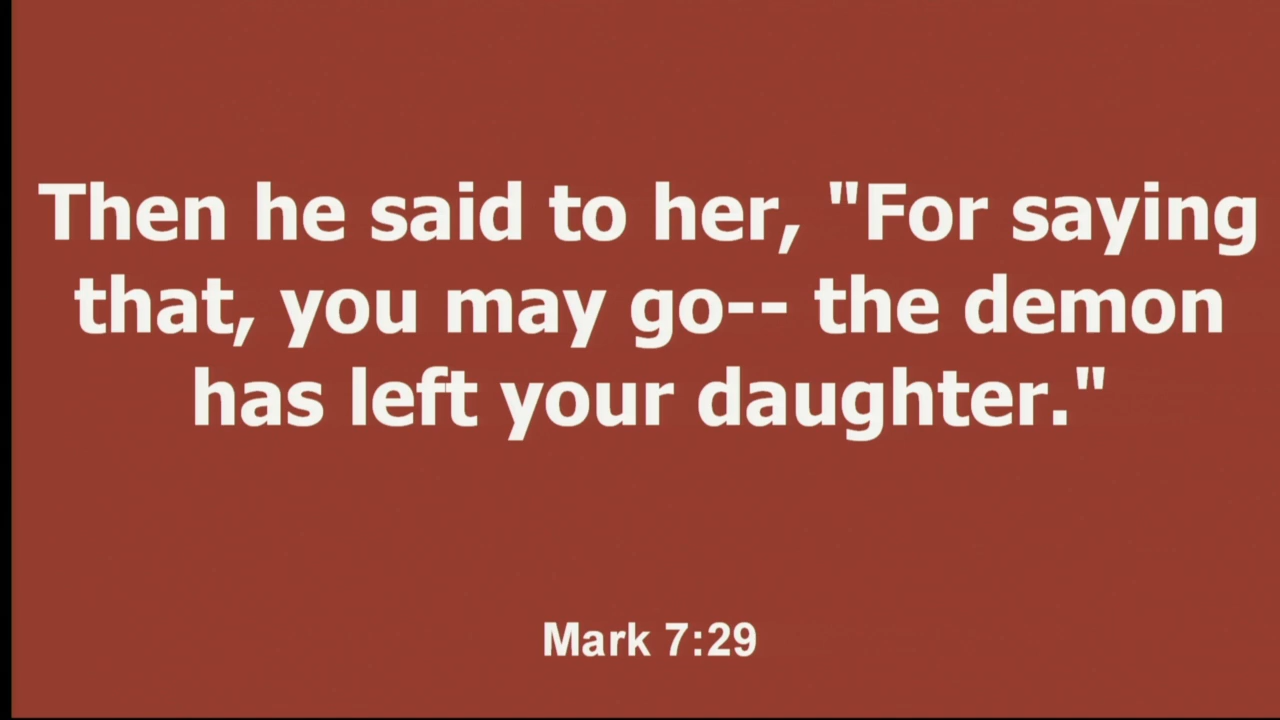 Then he said to her, "For saying
that, you may go-- the demon
has left your daughter."
Mark 7:29